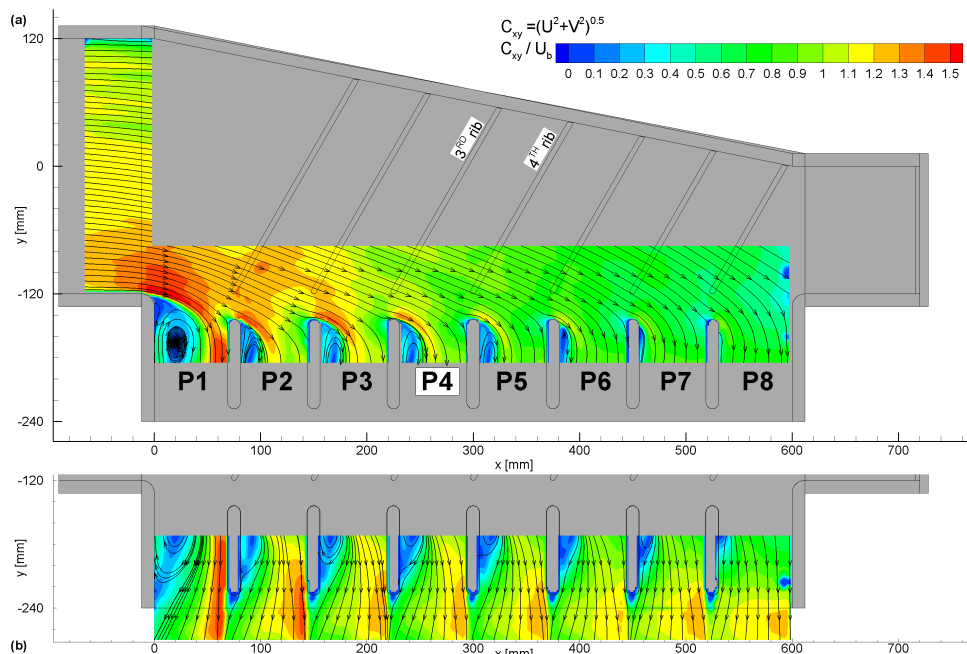 (a)
C_xy =(U²+V²)^0.5
C_xy / U_b
0 0.1 0.2 0.3 0.4 0.6 0.7 0.8 0.9 1 1.1 1.2 1.3 1.4 1.5
120
0
-120
-240
y [mm]
3RD rib
4TH rib
P1 P2 P3 P4 P5 P6 P7 P8
0 100 200 300 400 500 600 700
x [mm]
-120
-240
y [mm]
0 100 200 300 400 500 600 700
(b)
x [mm]